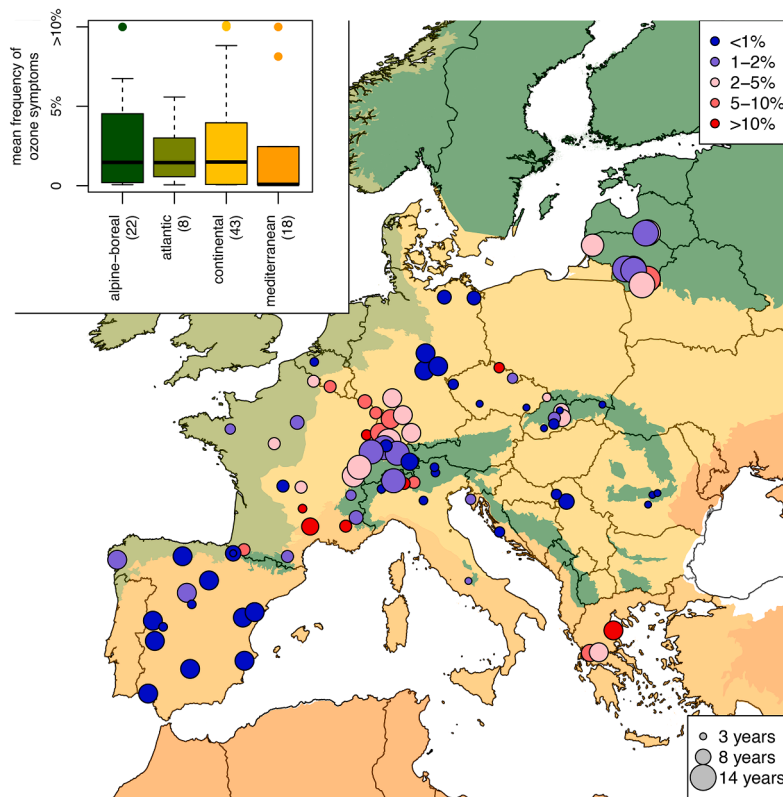 mean frequency of
ozone symptoms
>10%
5%
0
alpine−boreal
(22)
atlantic
(8)
continental
(43)
mediterranean
(18)
<1%
1−2%
2−5%
5−10%
>10%
3 years
8 years
14 years